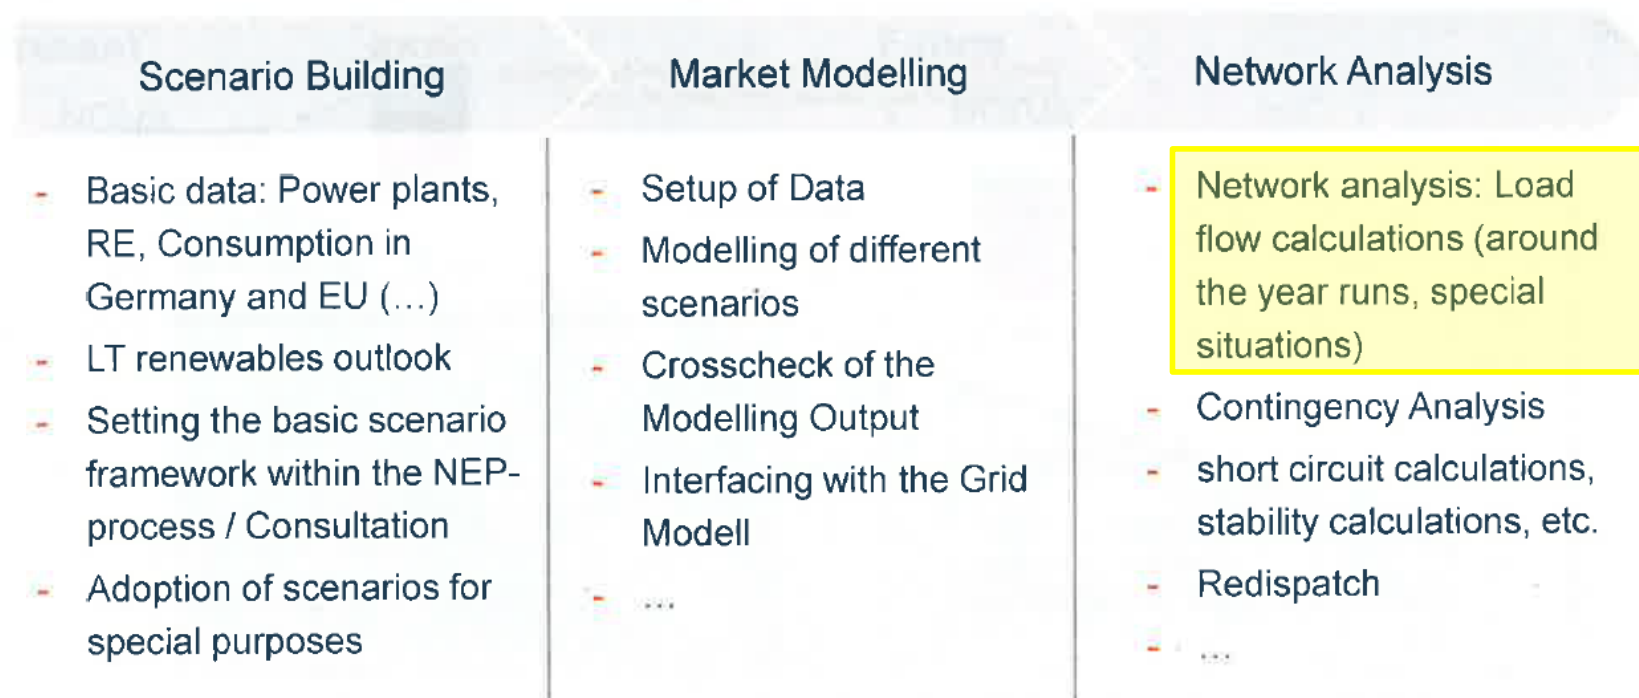 Scenario Building
Basic data: Power plants,
RE, Consumption in
Germany and EU (...)
LT renewables outlook
Setting the basic scenario
framework within the NEP-
process / Consultation
Adoption of scenarios for
special purposes
Market Modelling
Setup of Data
Modelling of different
scenarios
Crosscheck of the
Modelling Output
Interfacing with the Grid
Modell
...
Network Analysis
Network analysis: Load
flow calculations (around
the year runs, special
situations)
Contingency Analysis
short circuit calculations,
stability calculations, etc.
Redispatch
...